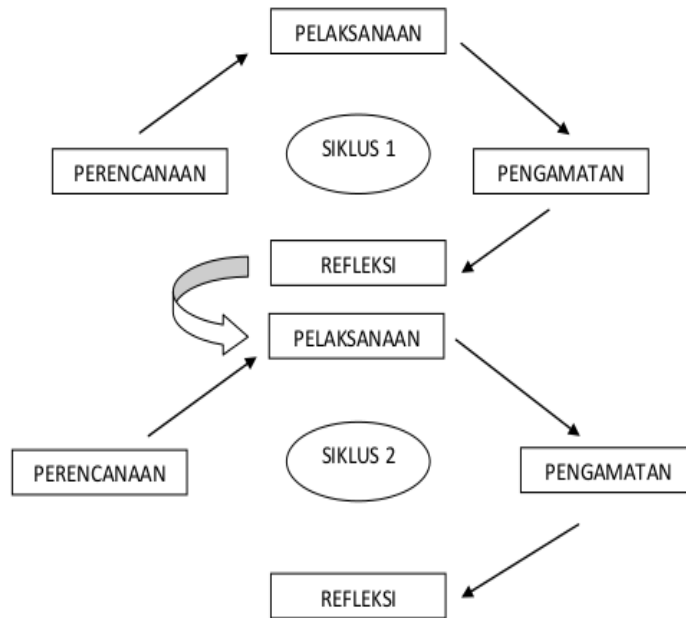 PELAKSANAAN
SIKLUS 1
PERENCANAAN
PENGAMATAN
REFLEKSI
PELAKSANAAN
SIKLUS 2
PERENCANAAN
PENGAMATAN
REFLEKSI